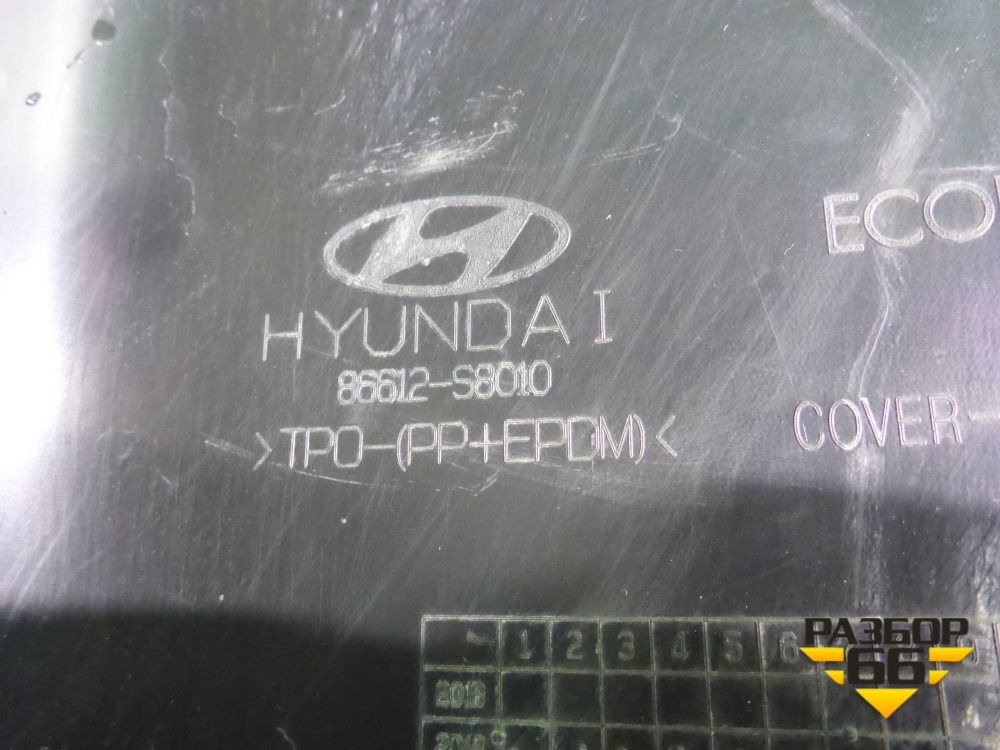 ECO
HYUNDAI
86612-S8010
>TPO-(PP+EPDM)<
COVER-
1 2 3 4 5 6
РАЗБОР
66